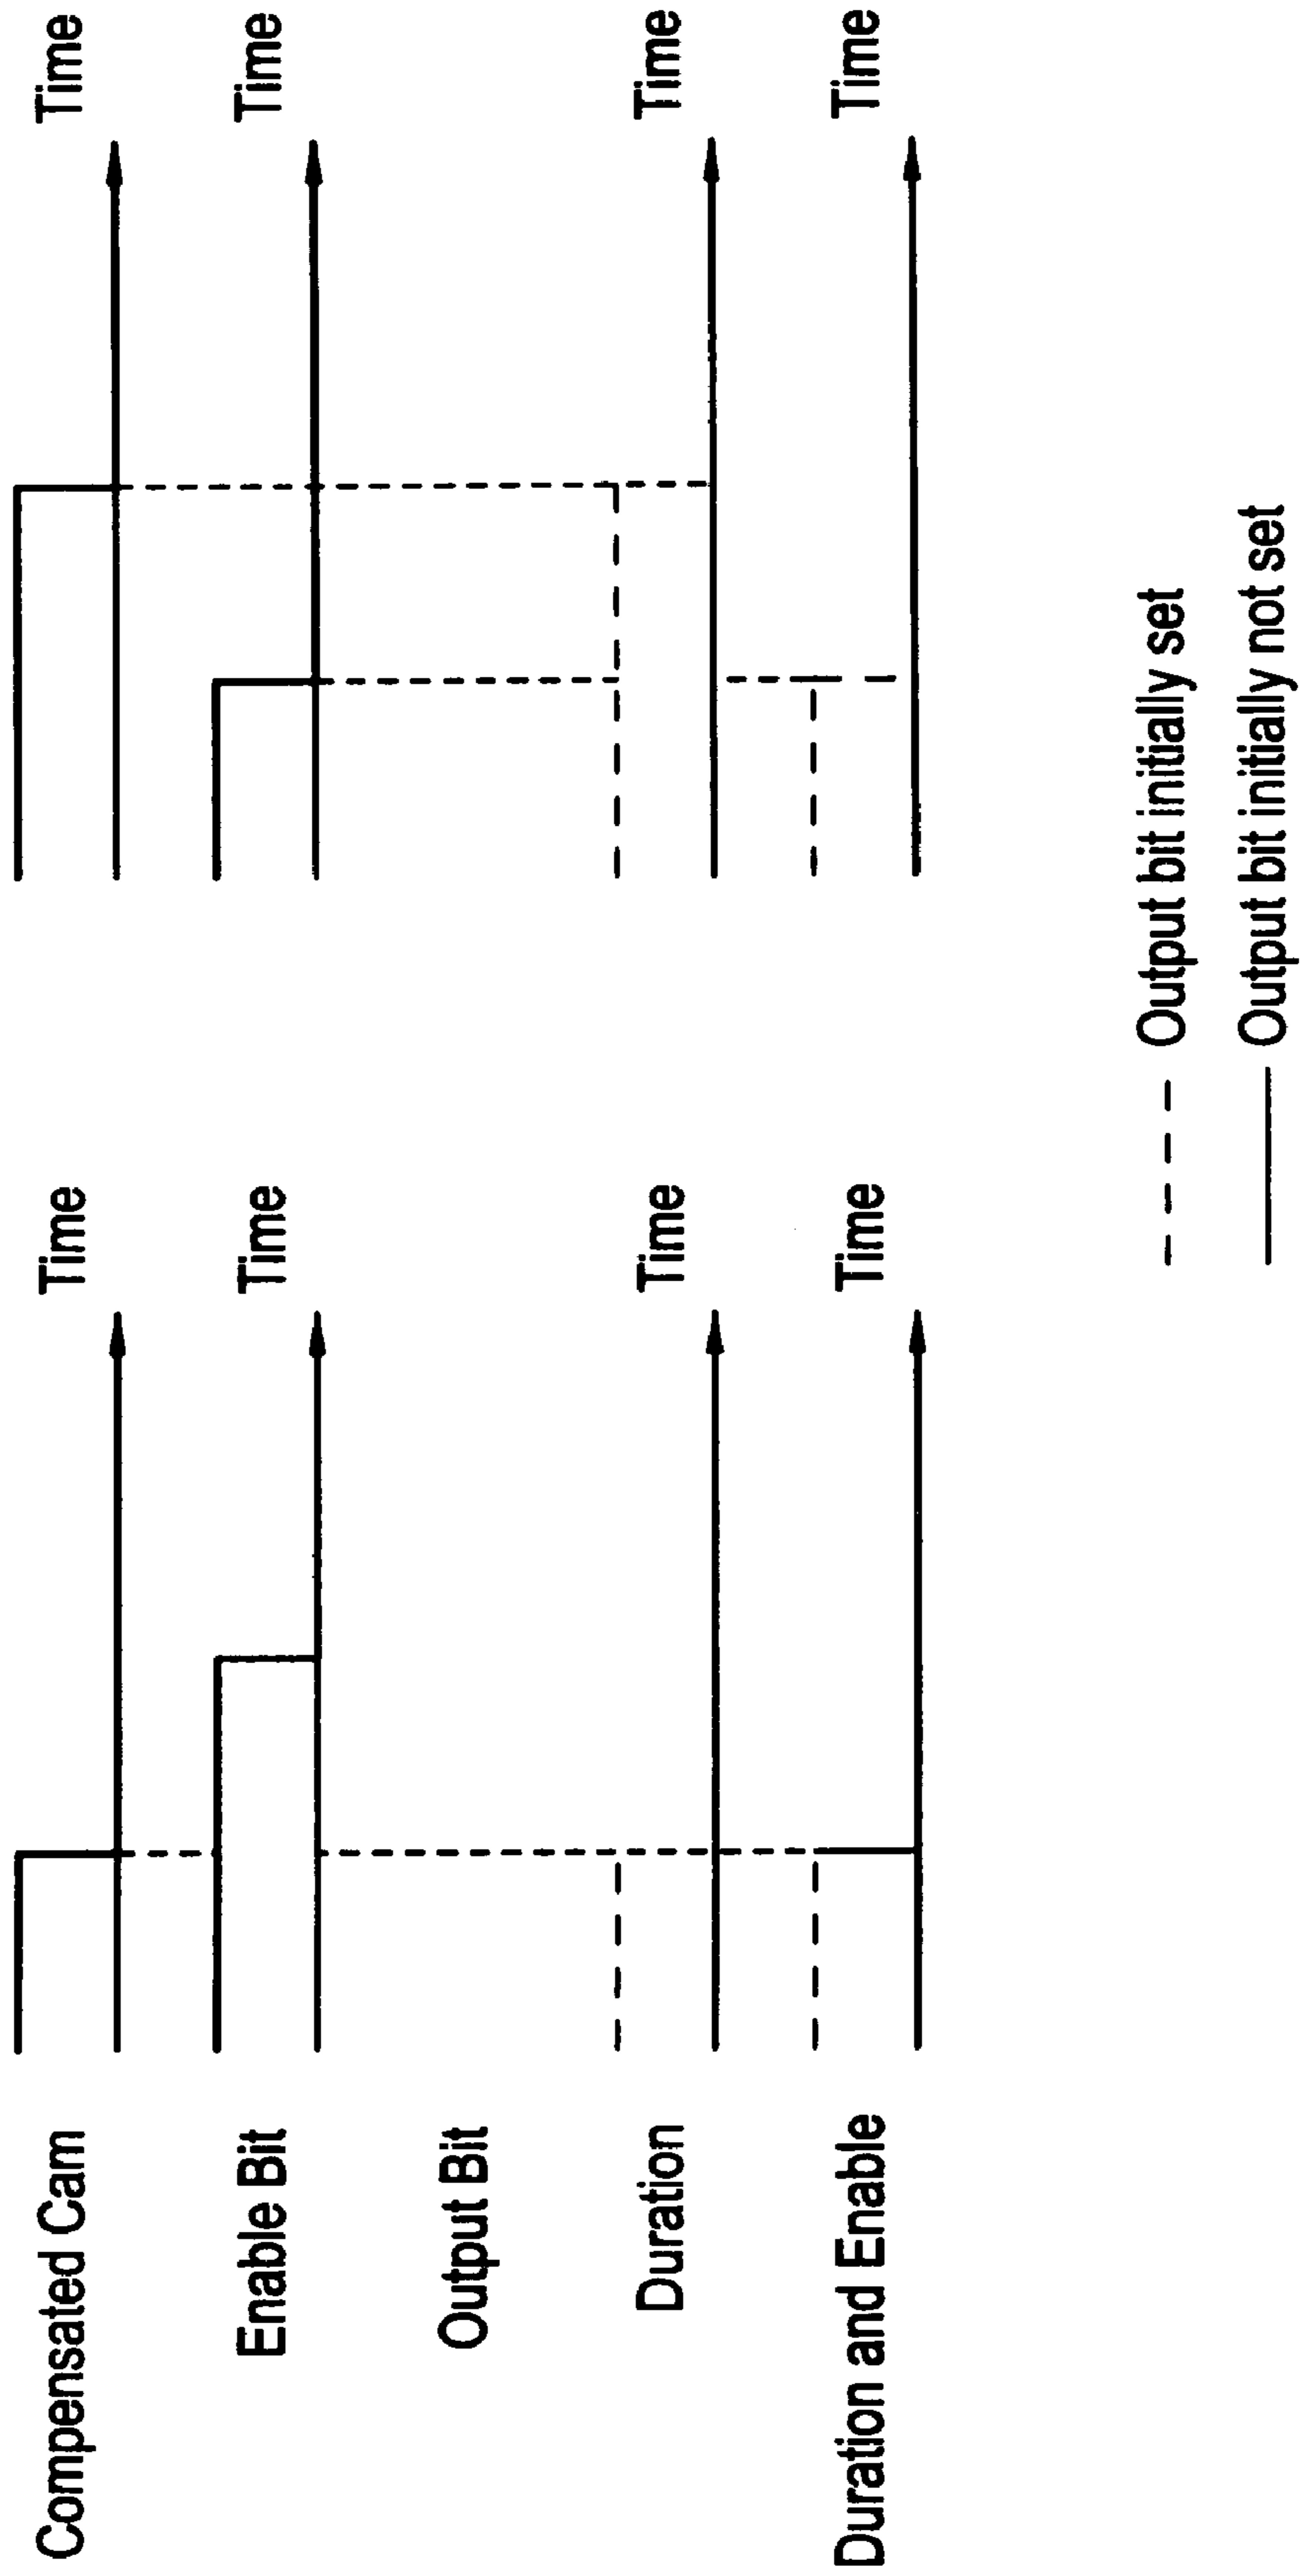 Compensated Cam
Time
Time
Enable Bit
Time
Time
Output Bit
Duration
Time
Time
Duration and Enable
Time
Time
Output bit initially set
Output bit initially not set